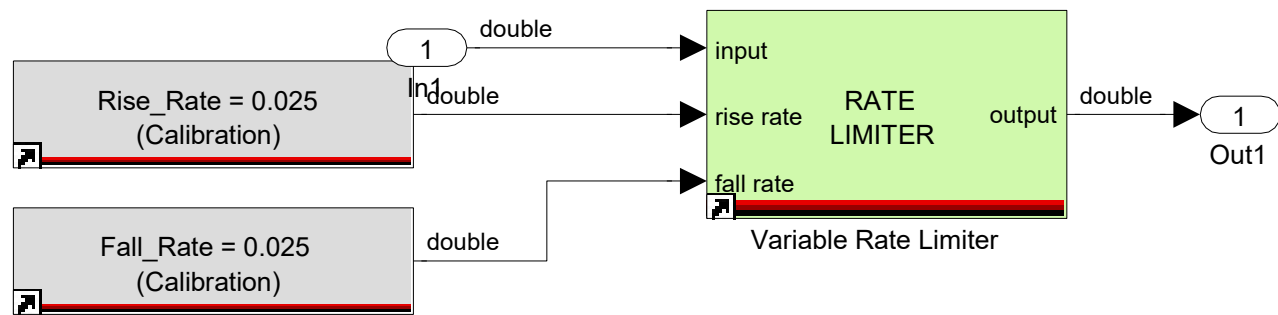 double
1
input
In1
Rise_Rate = 0.025
(Calibration)
double
rise rate
RATE
LIMITER
output
double
1
Out1
fall rate
Variable Rate Limiter
Fall_Rate = 0.025
(Calibration)
double